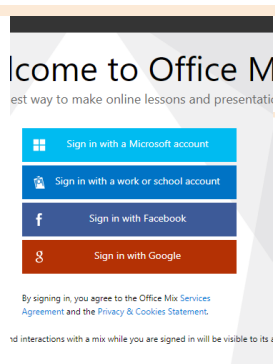 lcome to Office M
est way to make online lessons and presentati
Sign in with a Microsoft account
Sign in with a work or school account
f Sign in with Facebook
8 Sign in with Google
By signing in, you agree to the Office Mix Services
Agreement and the Privacy & Cookies Statement.
nd interactions with a mix while you are signed in will be visible to its a